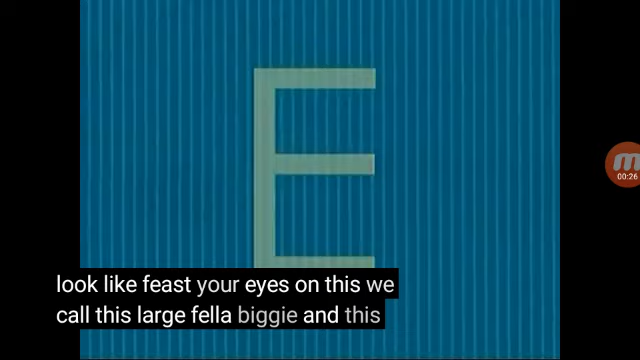 E
m
00:26
look like feast your eyes on this we
call this large fella biggie and this